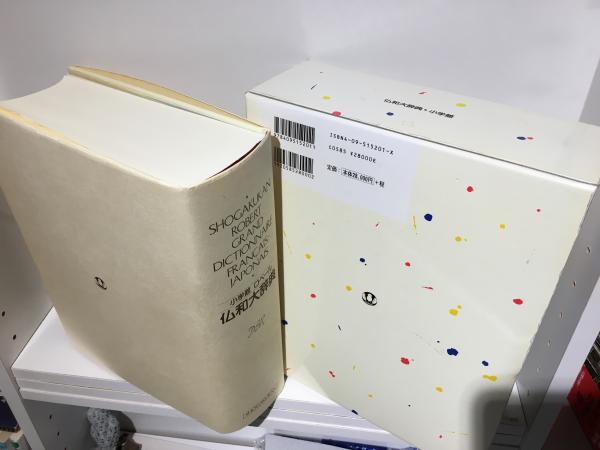 SHOGAKUKAN
ROBERT
GRAND
DICTIONNAIRE
FRANÇAIS
JAPONAIS
小学館 ロベール
仏和大辞典
SHOGAKUKAN
仏和大辞典・小学館
ISBN4-09-515201-X
C0585 ¥28000E
定価：本体28,000円+税